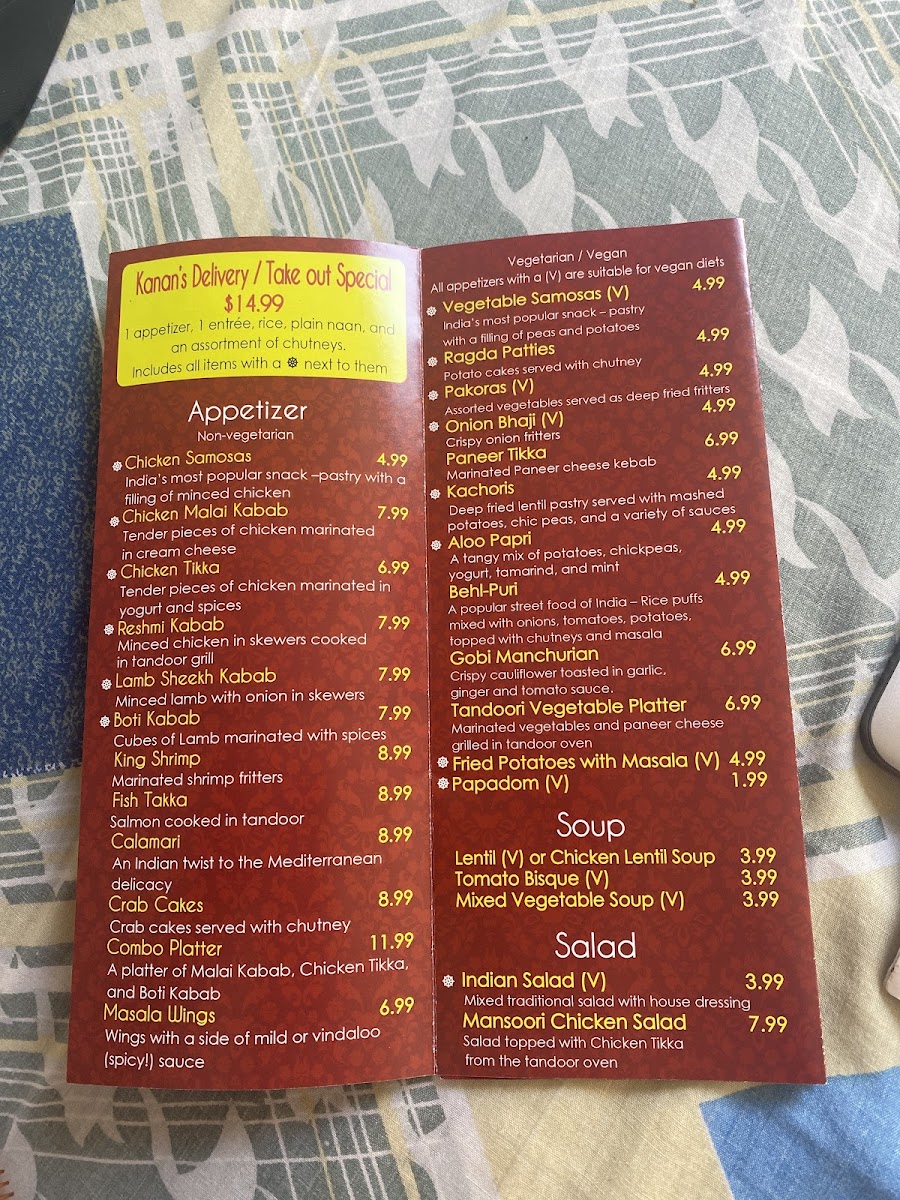 Kanan's Delivery / Take out Special
$14.99
1 appetizer, 1 entrée, rice, plain naan, and
an assortment of chutneys.
Includes all items with a ☸ next to them
Appetizer
Non-vegetarian
☸ Chicken Samosas 4.99
India's most popular snack –pastry with a
filling of minced chicken
☸ Chicken Malai Kabab 7.99
Tender pieces of chicken marinated
in cream cheese
☸ Chicken Tikka 6.99
Tender pieces of chicken marinated in
yogurt and spices
☸ Reshmi Kabab 7.99
Minced chicken in skewers cooked
in tandoor grill
☸ Lamb Sheekh Kabab 7.99
Minced lamb with onion in skewers
☸ Boti Kabab 7.99
Cubes of Lamb marinated with spices
King Shrimp 8.99
Marinated shrimp fritters
Fish Takka 8.99
Salmon cooked in tandoor
Calamari 8.99
An Indian twist to the Mediterranean
delicacy
Crab Cakes 8.99
Crab cakes served with chutney
Combo Platter 11.99
A platter of Malai Kabab, Chicken Tikka,
and Boti Kabab
Masala Wings 6.99
Wings with a side of mild or vindaloo
(spicy!) sauce
Vegetarian / Vegan
All appetizers with a (V) are suitable for vegan diets
☸ Vegetable Samosas (V) 4.99
India's most popular snack – pastry
with a filling of peas and potatoes
☸ Ragda Patties 4.99
Potato cakes served with chutney
☸ Pakoras (V) 4.99
Assorted vegetables served as deep fried fritters
☸ Onion Bhaji (V) 4.99
Crispy onion fritters
Paneer Tikka 6.99
Marinated Paneer cheese kebab
☸ Kachoris 4.99
Deep fried lentil pastry served with mashed
potatoes, chic peas, and a variety of sauces
☸ Aloo Papri 4.99
A tangy mix of potatoes, chickpeas,
yogurt, tamarind, and mint
Behl-Puri 4.99
A popular street food of India – Rice puffs
mixed with onions, tomatoes, potatoes,
topped with chutneys and masala
Gobi Manchurian 6.99
Crispy cauliflower toasted in garlic,
ginger and tomato sauce.
Tandoori Vegetable Platter 6.99
Marinated vegetables and paneer cheese
grilled in tandoor oven
☸ Fried Potatoes with Masala (V) 4.99
☸ Papadom (V) 1.99
Soup
Lentil (V) or Chicken Lentil Soup 3.99
Tomato Bisque (V) 3.99
Mixed Vegetable Soup (V) 3.99
Salad
☸ Indian Salad (V) 3.99
Mixed traditional salad with house dressing
Mansoori Chicken Salad 7.99
Salad topped with Chicken Tikka
from the tandoor oven